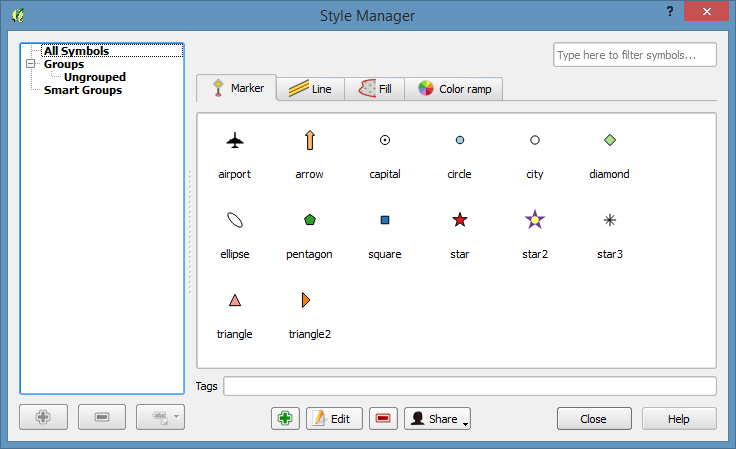 Style Manager
?
All Symbols
Groups
Ungrouped
Smart Groups
Type here to filter symbols...
Marker Line Fill Color ramp
airport arrow capital circle city diamond
ellipse pentagon square star star2 star3
triangle triangle2
Tags
Edit Share Close Help